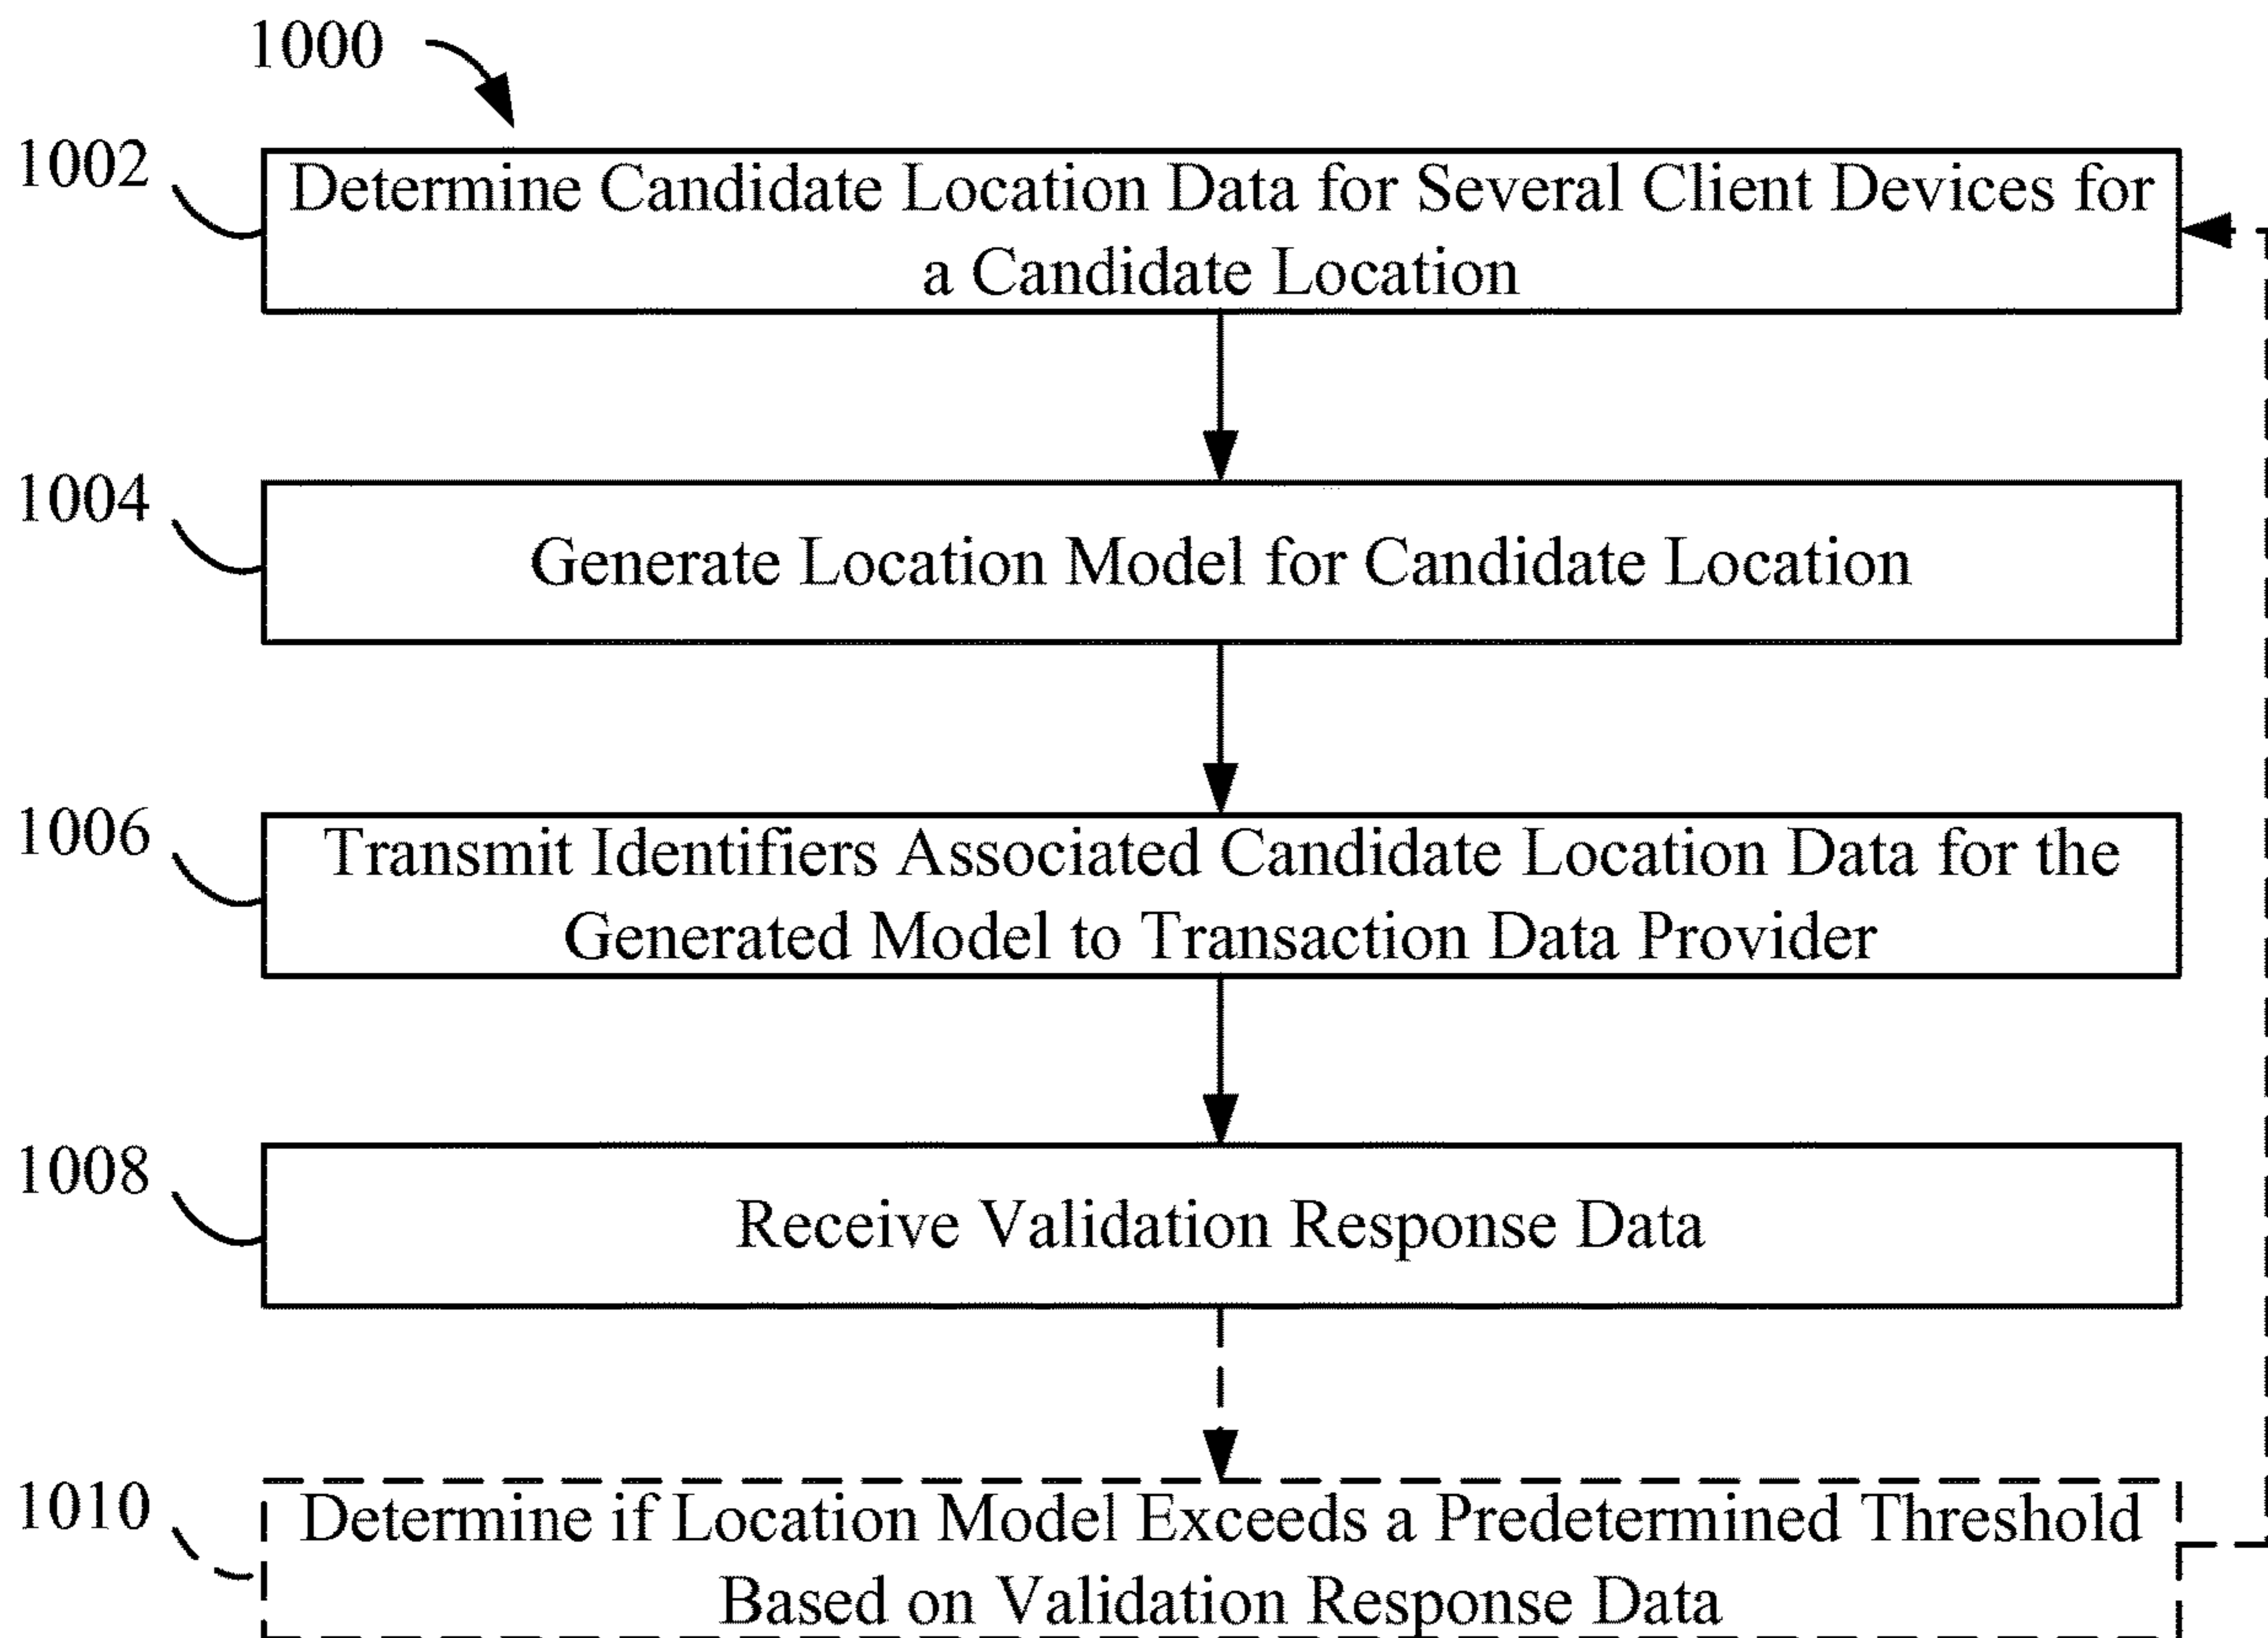 1000
1002
Determine Candidate Location Data for Several Client Devices for
a Candidate Location
1004
Generate Location Model for Candidate Location
1006
Transmit Identifiers Associated Candidate Location Data for the
Generated Model to Transaction Data Provider
1008
Receive Validation Response Data
1010
Determine if Location Model Exceeds a Predetermined Threshold
Based on Validation Response Data